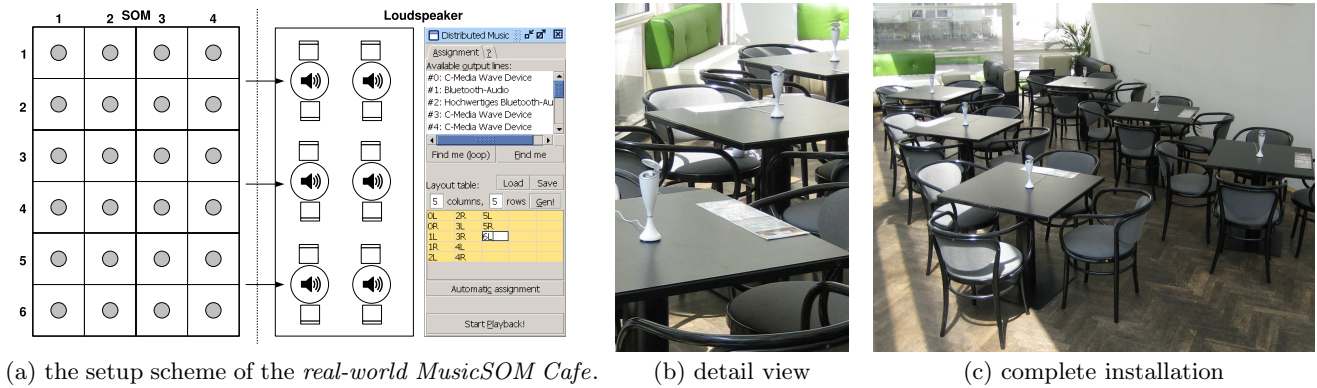 SOM
1 2 3 4
1
2
3
4
5
6
Loudspeaker
Distributed Music
Assignment ?
Available output lines:
#0: C-Media Wave Device
#1: Bluetooth-Audio
#2: Hochwertiges Bluetooth-Au
#3: C-Media Wave Device
#4: C-Media Wave Device
Find me (loop) Find me
Layout table: Load Save
5 columns, 5 rows Gen!
0L 2R 5L
0R 3L 5R
1L 3R 6L
1R 4L
2L 4R
Automatic assignment
Start Playback!
(a) the setup scheme of the real-world MusicSOM Cafe. (b) detail view (c) complete installation